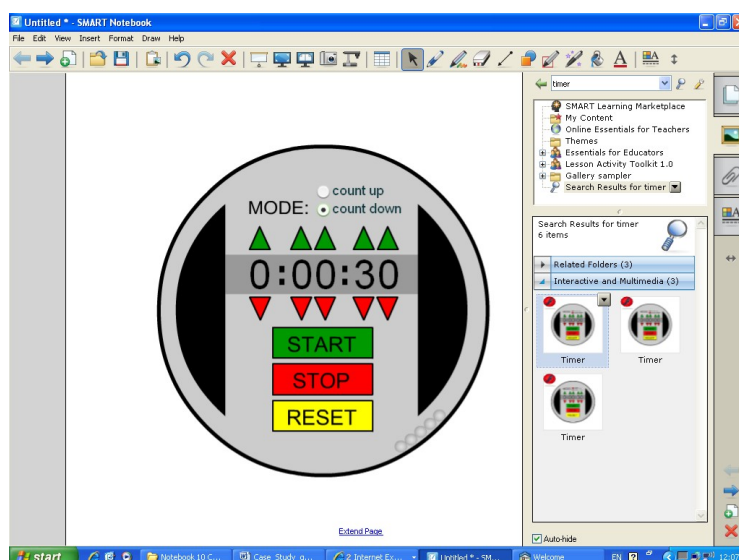 Untitled * - SMART Notebook
File Edit View Insert Format Draw Help
timer
SMART Learning Marketplace
My Content
Online Essentials for Teachers
Themes
Essentials for Educators
Lesson Activity Toolkit 1.0
Gallery sampler
Search Results for timer
count up
MODE: count down
0:00:30
START
STOP
RESET
Search Results for timer
6 items
Related Folders (3)
Interactive and Multimedia (3)
Timer
Timer
Timer
Extend Page
Auto-hide
start
Notebook 10 C...
Case_Study_g...
2 Internet Ex...
Untitled * - SM...
Welcome
EN
12:07